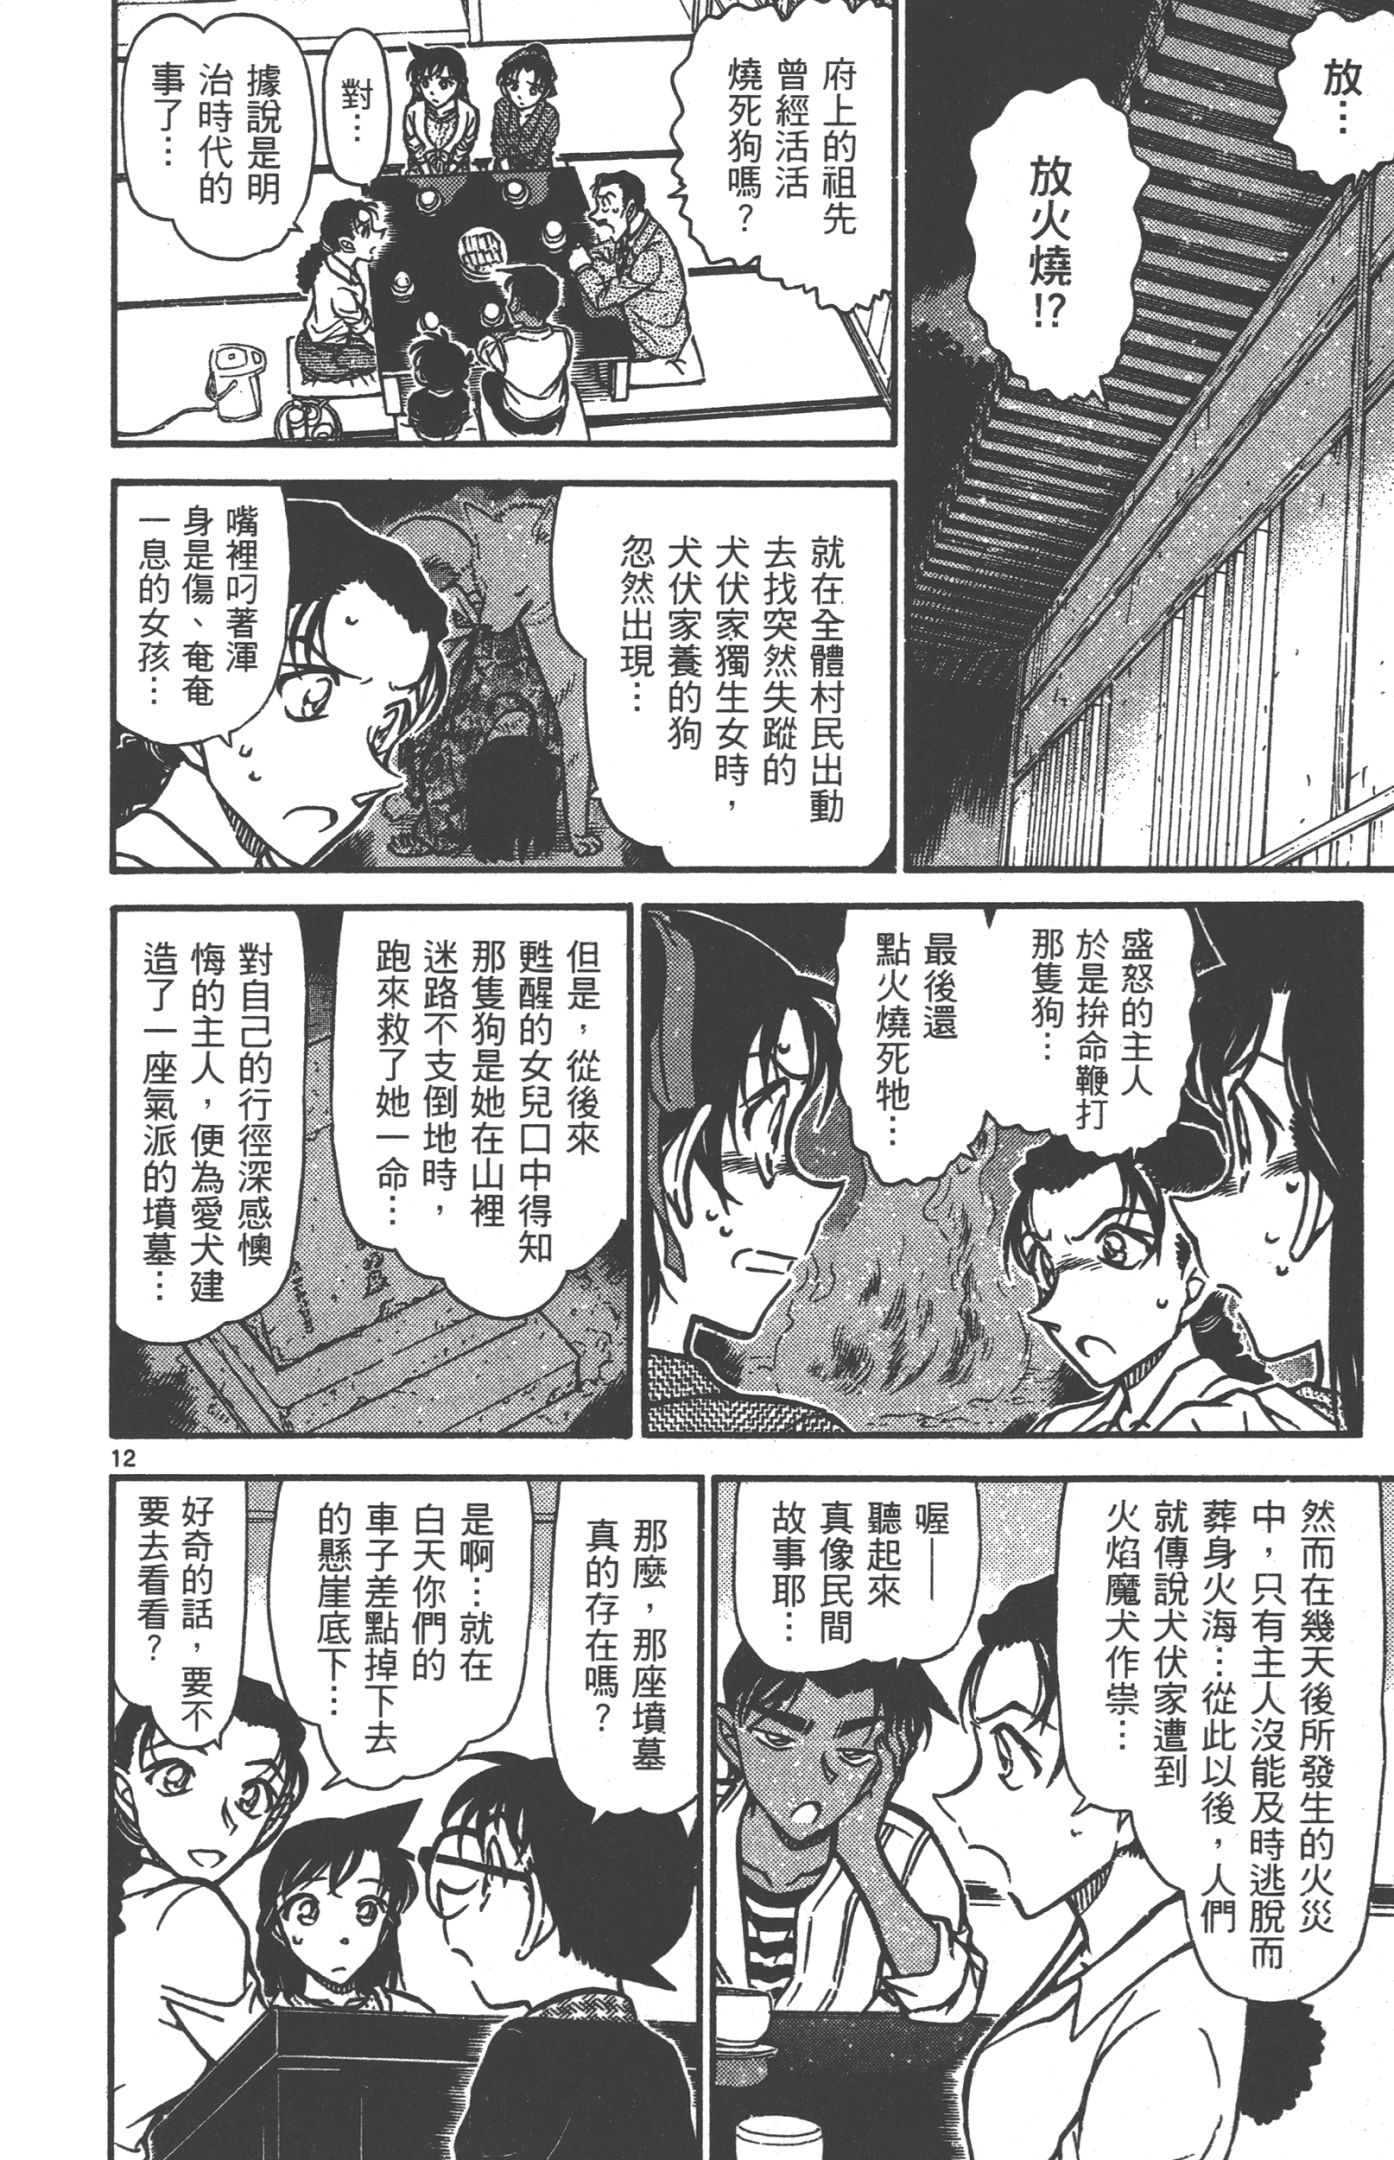 放…
放火燒!?
府上的祖先
曾經活活
燒死狗嗎？
對…
據說是明
治時代的
事了…
就在全體村民出動
去找突然失蹤的
犬伏家獨生女時，
犬伏家養的狗
忽然出現…
嘴裡叼著渾
身是傷、奄奄
一息的女孩…
盛怒的主人
於是拚命鞭打
那隻狗…
最後還
點火燒死牠…
但是，從後來
甦醒的女兒口中得知
那隻狗是她在山裡
迷路不支倒地時，
跑來救了她一命…
對自己的行徑深感懊
悔的主人，便為愛犬建
造了一座氣派的墳墓…
12
然而在幾天後所發生的火災
中，只有主人沒能及時逃脫而
葬身火海…從此以後，人們
就傳說犬伏家遭到
火焰魔犬作祟…
喔——
聽起來
真像民間
故事耶…
那麼，那座墳墓
真的存在嗎？
是啊…就在
白天你們的
車子差點掉下去
的懸崖底下…
好奇的話，要不
要去看看？